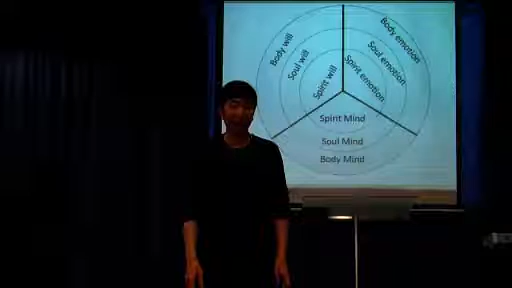 Body will
Soul will
Spirit will
Body emotion
Soul emotion
Spirit emotion
Spirit Mind
Soul Mind
Body Mind